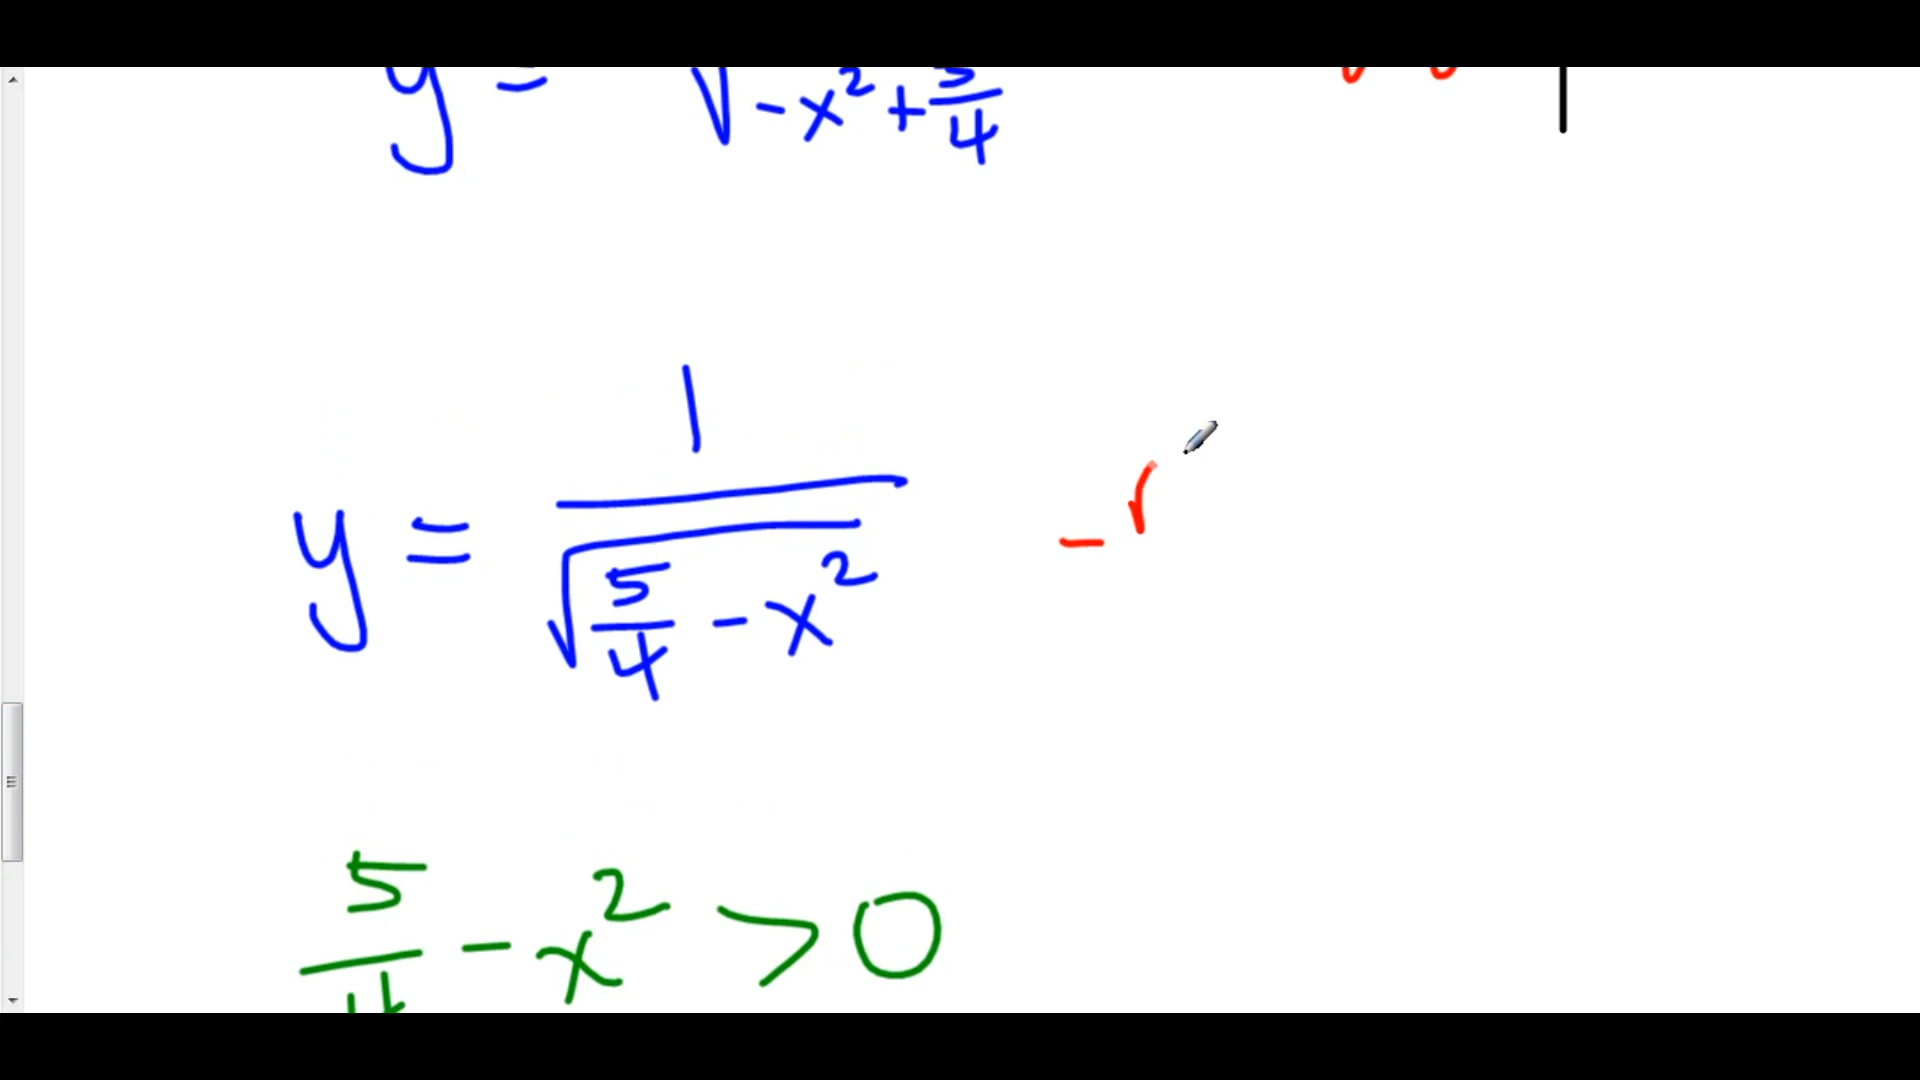 y = √-x²+5/4
y = 1/√(5/4 - x²) -
5/4 - x² > 0